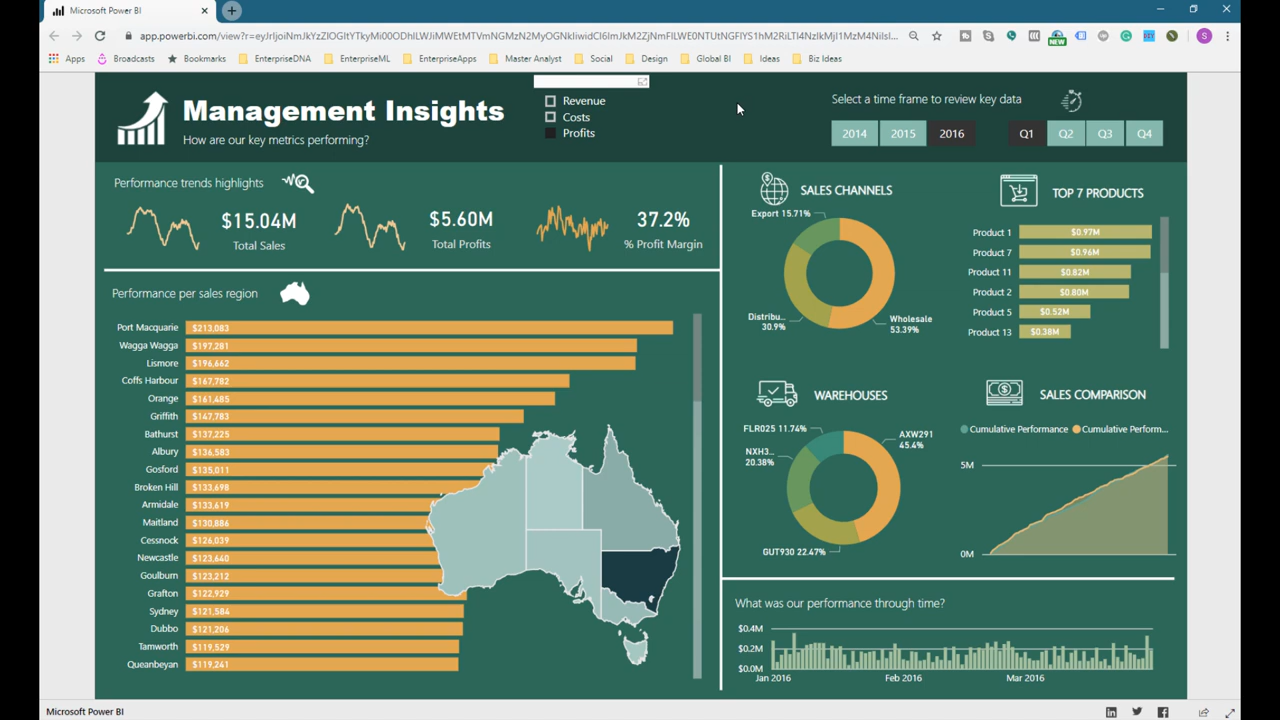 Microsoft Power BI
Apps
Broadcasts
Bookmarks
EnterpriseDNA
EnterpriseML
EnterpriseApps
Master Analyst
Social
Design
Global BI
Ideas
Biz Ideas
NEW
S
Management Insights
How are our key metrics performing?
Revenue
Costs
Profits
Select a time frame to review key data
2014 2015 2016 Q1 Q2 Q3 Q4
Performance trends highlights
$15.04M
Total Sales
$5.60M
Total Profits
37.2%
% Profit Margin
Performance per sales region
Port Macquarie $213,083
Wagga Wagga $197,281
Lismore $196,662
Coffs Harbour $167,782
Orange $161,485
Griffith $147,783
Bathurst $137,225
Albury $136,583
Gosford $135,011
Broken Hill $133,698
Armidale $133,619
Maitland $130,886
Cessnock $126,039
Newcastle $123,640
Goulburn $123,212
Grafton $122,929
Sydney $121,584
Dubbo $121,206
Tamworth $119,529
Queanbeyan $119,241
SALES CHANNELS
Export 15.71%
Distribu...
30.9%
Wholesale
53.39%
TOP 7 PRODUCTS
Product 1 $0.97M
Product 7 $0.96M
Product 11 $0.82M
Product 2 $0.80M
Product 5 $0.52M
Product 13 $0.38M
WAREHOUSES
FLR025 11.74%
NXH3...
20.38%
AXW291
45.4%
GUT930 22.47%
SALES COMPARISON
Cumulative Performance
Cumulative Perform...
5M
0M
What was our performance through time?
$0.4M
$0.2M
$0.0M
Jan 2016
Feb 2016
Mar 2016
Microsoft Power BI